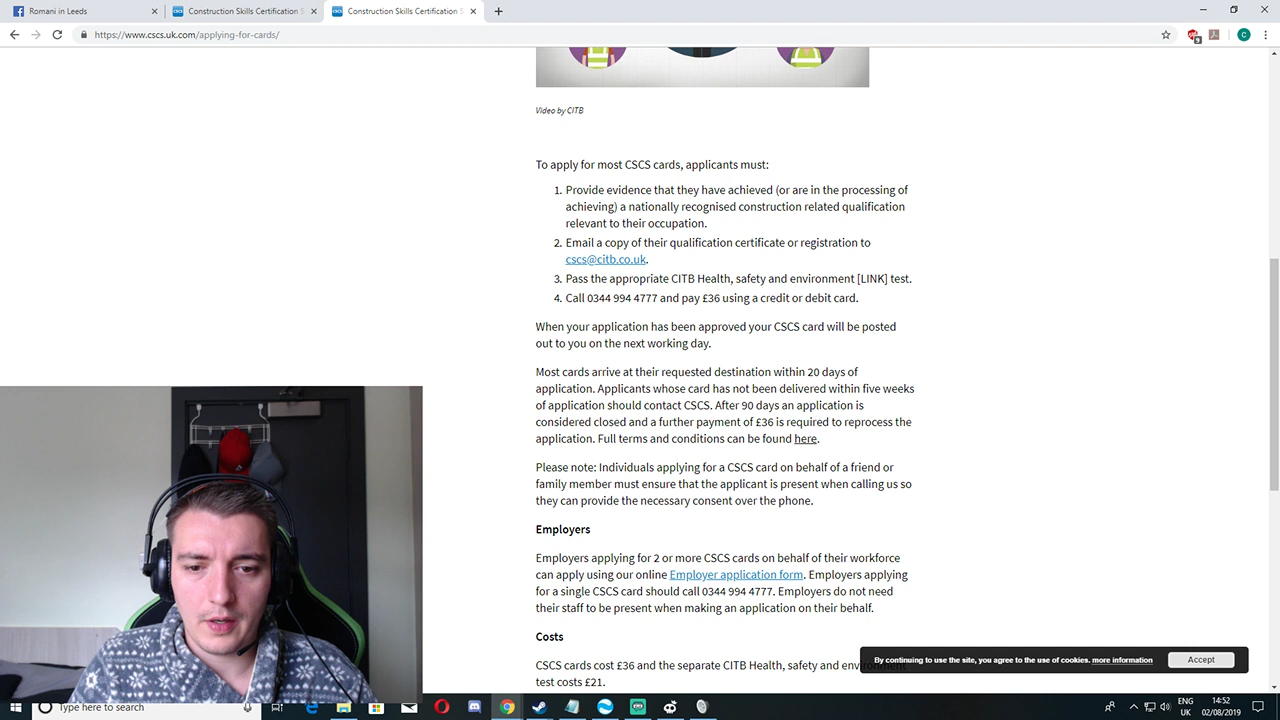 Romani in Leeds
Construction Skills Certification S
Construction Skills Certification S
https://www.cscs.uk.com/applying-for-cards/
Video by CITB
To apply for most CSCS cards, applicants must:
1. Provide evidence that they have achieved (or are in the processing of
achieving) a nationally recognised construction related qualification
relevant to their occupation.
2. Email a copy of their qualification certificate or registration to
cscs@citb.co.uk.
3. Pass the appropriate CITB Health, safety and environment [LINK] test.
4. Call 0344 994 4777 and pay £36 using a credit or debit card.
When your application has been approved your CSCS card will be posted
out to you on the next working day.
Most cards arrive at their requested destination within 20 days of
application. Applicants whose card has not been delivered within five weeks
of application should contact CSCS. After 90 days an application is
considered closed and a further payment of £36 is required to reprocess the
application. Full terms and conditions can be found here.
Please note: Individuals applying for a CSCS card on behalf of a friend or
family member must ensure that the applicant is present when calling us so
they can provide the necessary consent over the phone.
Employers
Employers applying for 2 or more CSCS cards on behalf of their workforce
can apply using our online Employer application form. Employers applying
for a single CSCS card should call 0344 994 4777. Employers do not need
their staff to be present when making an application on their behalf.
Costs
CSCS cards cost £36 and the separate CITB Health, safety and environment
test costs £21.
By continuing to use the site, you agree to the use of cookies. more information
Accept
Type here to search
ENG
UK
14:52
02/08/2019